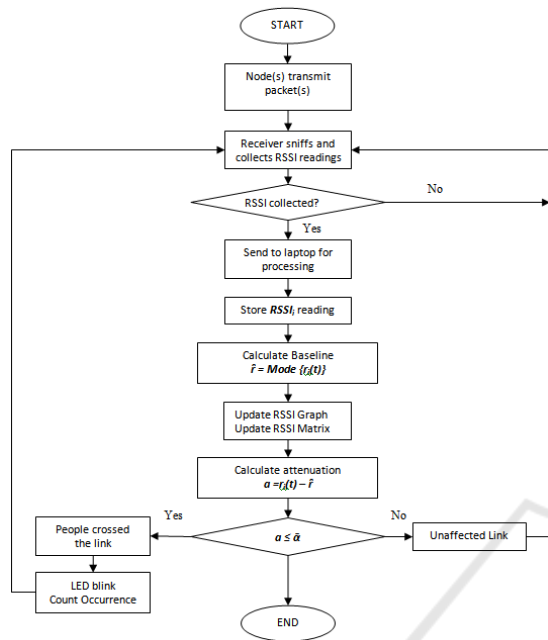 START
Node(s) transmit
packet(s)
Receiver sniffs and
collects RSSI readings
RSSI collected?
No
Yes
Send to laptop for
processing
Store RSSIᵢ reading
Calculate Baseline
r̂ = Mode {rᵢ(t)}
Update RSSI Graph
Update RSSI Matrix
Calculate attenuation
a =rᵢ(t) – r̂
Yes
People crossed
the link
a ≤ ᾱ
No
Unaffected Link
LED blink
Count Occurrence
END